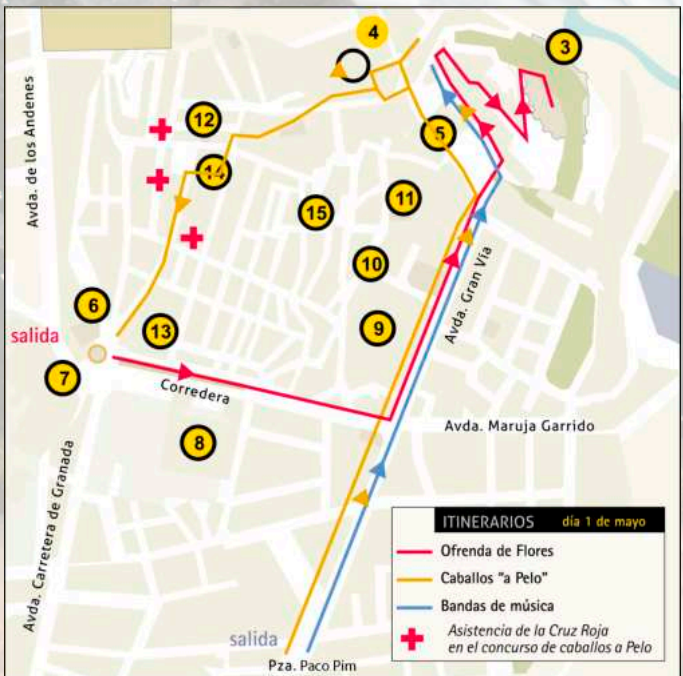 4
3
12
5
14
11
15
10
Avda. de los Andenes
Avda. Gran Vía
6
salida
13
9
7
Corredera
8
Avda. Maruja Garrido
Avda. Carretera de Granada
ITINERARIOS día 1 de mayo
Ofrenda de Flores
Caballos "a Pelo"
Bandas de música
Asistencia de la Cruz Roja
en el concurso de caballos a Pelo
salida
Pza. Paco Pim